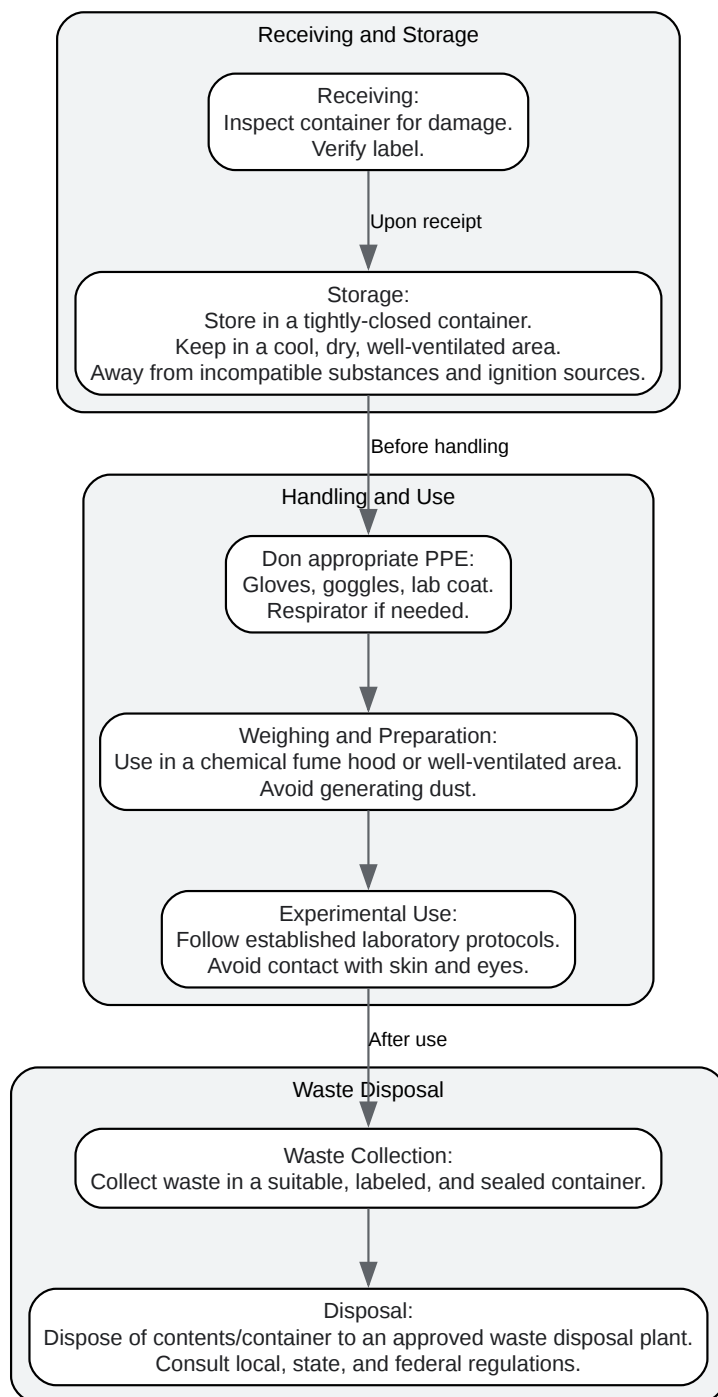 Receiving and Storage
Receiving:
Inspect container for damage.
Verify label.
Upon receipt
Storage:
Store in a tightly-closed container.
Keep in a cool, dry, well-ventilated area.
Away from incompatible substances and ignition sources.
Before handling
Handling and Use
Don appropriate PPE:
Gloves, goggles, lab coat.
Respirator if needed.
Weighing and Preparation:
Use in a chemical fume hood or well-ventilated area.
Avoid generating dust.
Experimental Use:
Follow established laboratory protocols.
Avoid contact with skin and eyes.
After use
Waste Disposal
Waste Collection:
Collect waste in a suitable, labeled, and sealed container.
Disposal:
Dispose of contents/container to an approved waste disposal plant.
Consult local, state, and federal regulations.